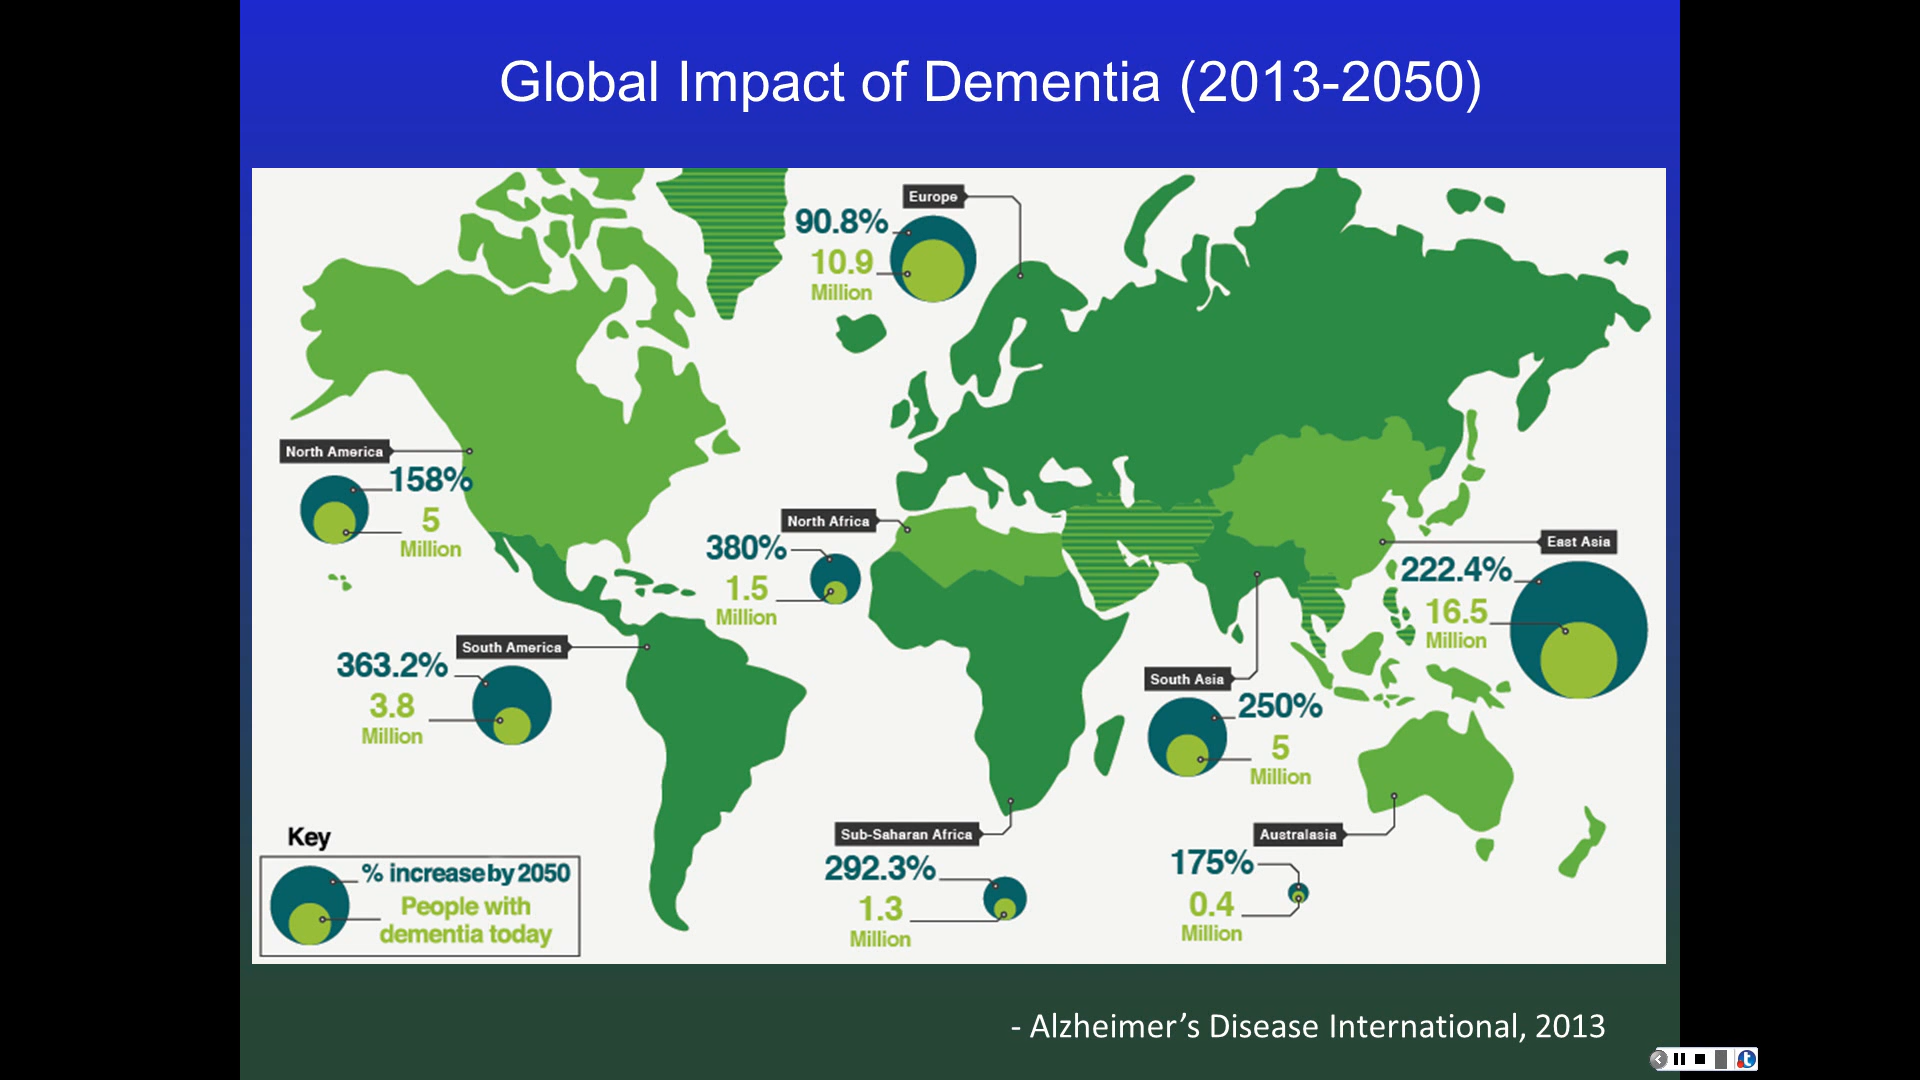 Global Impact of Dementia (2013-2050)
Europe
90.8%
10.9
Million
North America
158%
5
Million
North Africa
380%
1.5
Million
East Asia
222.4%
16.5
Million
South America
363.2%
3.8
Million
South Asia
250%
5
Million
Sub-Saharan Africa
292.3%
1.3
Million
Australasia
175%
0.4
Million
Key
% increase by 2050
People with
dementia today
- Alzheimer’s Disease International, 2013